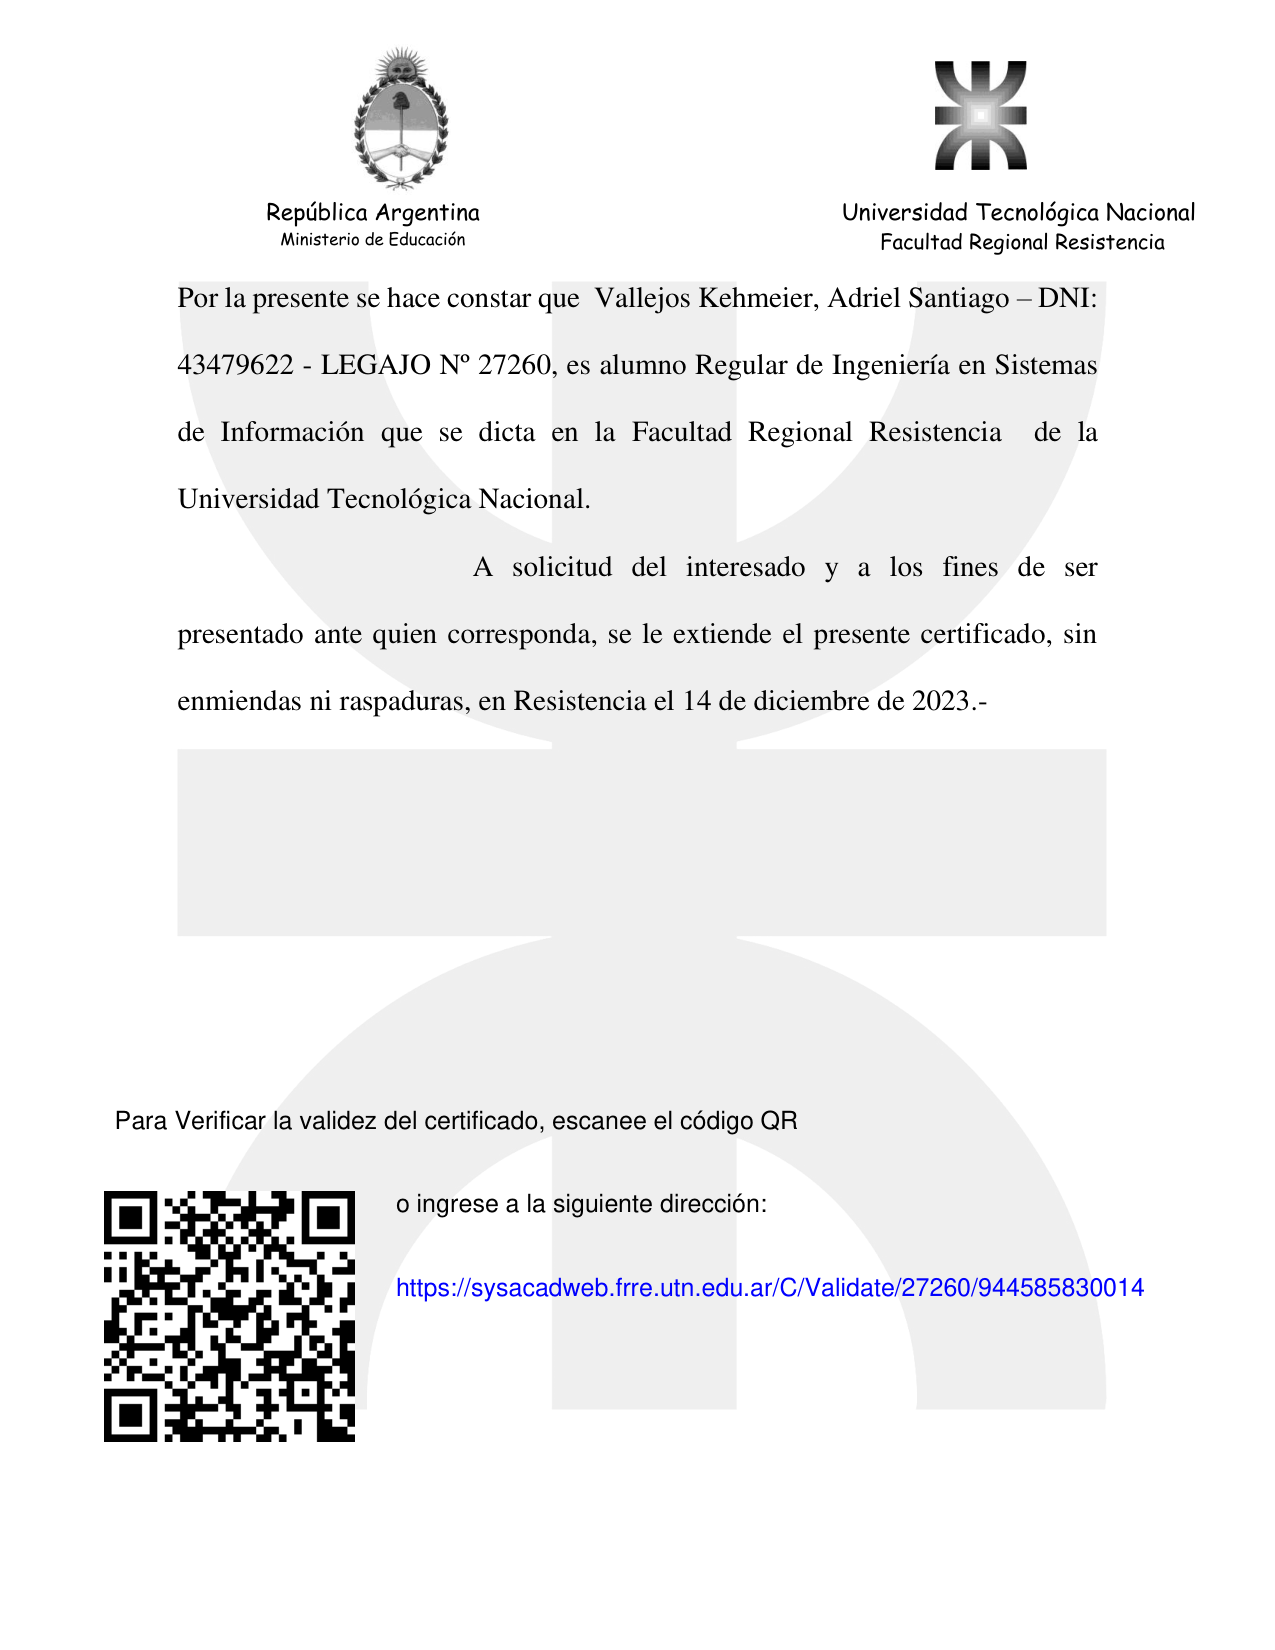 República Argentina
Ministerio de Educación
Universidad Tecnológica Nacional
Facultad Regional Resistencia
Por la presente se hace constar que  Vallejos Kehmeier, Adriel Santiago – DNI:
43479622 - LEGAJO Nº 27260, es alumno Regular de Ingeniería en Sistemas
de Información que se dicta en la Facultad Regional Resistencia  de la
Universidad Tecnológica Nacional.
A solicitud del interesado y a los fines de ser
presentado ante quien corresponda, se le extiende el presente certificado, sin
enmiendas ni raspaduras, en Resistencia el 14 de diciembre de 2023.-
Para Verificar la validez del certificado, escanee el código QR
o ingrese a la siguiente dirección:
https://sysacadweb.frre.utn.edu.ar/C/Validate/27260/944585830014